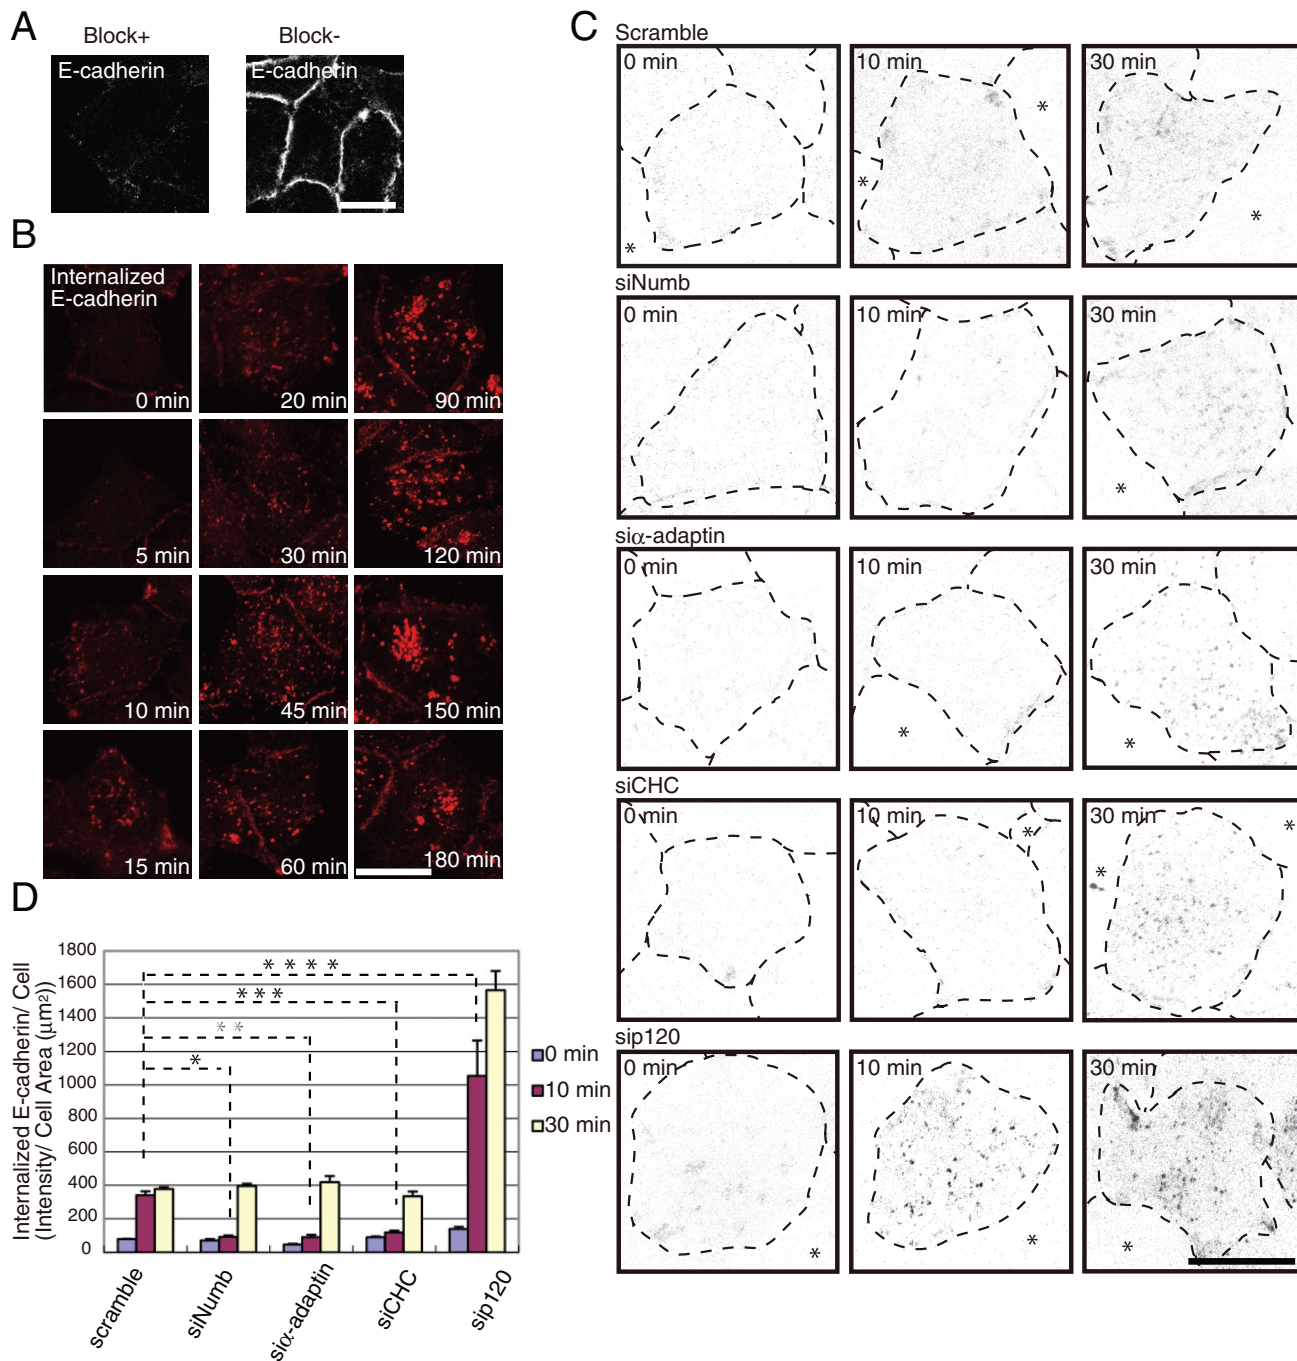 A
Block+
Block-
E-cadherin
E-cadherin
B
Internalized
E-cadherin
0 min
20 min
90 min
5 min
30 min
120 min
10 min
45 min
150 min
15 min
60 min
180 min
C
Scramble
0 min
10 min
30 min
*
*
*
*
siNumb
0 min
10 min
30 min
*
siα-adaptin
0 min
10 min
30 min
*
*
siCHC
0 min
10 min
30 min
*
*
*
sip120
0 min
10 min
30 min
*
*
*
D
Internalized E-cadherin/ Cell
(Intensity/ Cell Area (µm²))
1800
1600
1400
1200
1000
800
600
400
200
0
* * * *
* * *
* *
*
0 min
10 min
30 min
scramble
siNumb
siα-adaptin
siCHC
sip120